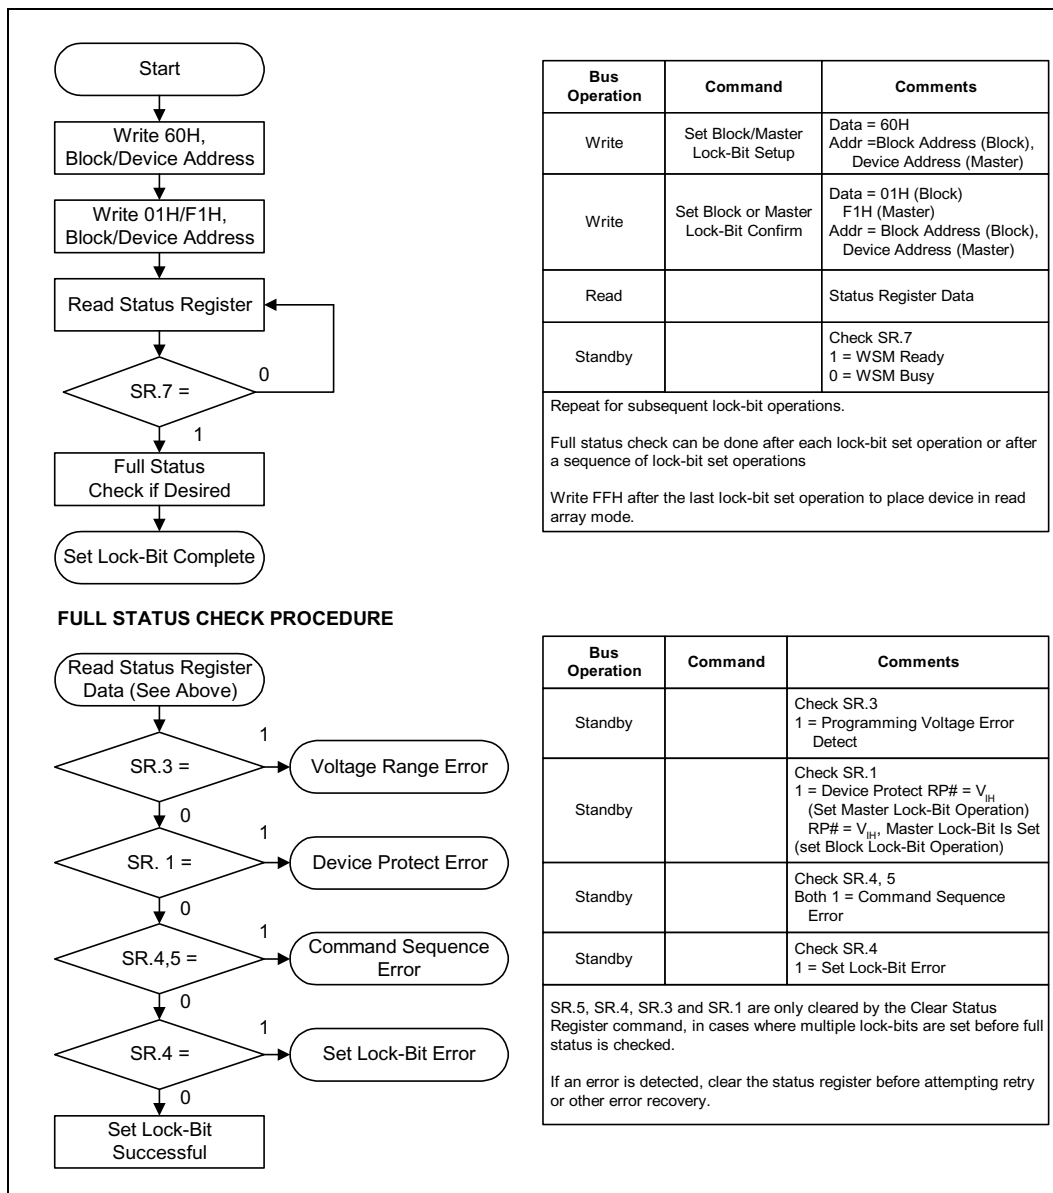 Start
Write 60H,
Block/Device Address
Write 01H/F1H,
Block/Device Address
Read Status Register
SR.7 =
0
1
Full Status
Check if Desired
Set Lock-Bit Complete
Bus
Operation
Command
Comments
Write
Set Block/Master
Lock-Bit Setup
Data = 60H
Addr =Block Address (Block),
Device Address (Master)
Write
Set Block or Master
Lock-Bit Confirm
Data = 01H (Block)
F1H (Master)
Addr = Block Address (Block),
Device Address (Master)
Read
Status Register Data
Standby
Check SR.7
1 = WSM Ready
0 = WSM Busy
Repeat for subsequent lock-bit operations.
Full status check can be done after each lock-bit set operation or after
a sequence of lock-bit set operations
Write FFH after the last lock-bit set operation to place device in read
array mode.
FULL STATUS CHECK PROCEDURE
Read Status Register
Data (See Above)
SR.3 =
1
Voltage Range Error
0
SR. 1 =
1
Device Protect Error
0
SR.4,5 =
1
Command Sequence
Error
0
SR.4 =
1
Set Lock-Bit Error
0
Set Lock-Bit
Successful
Bus
Operation
Command
Comments
Standby
Check SR.3
1 = Programming Voltage Error
Detect
Standby
Check SR.1
1 = Device Protect RP# = VIH
(Set Master Lock-Bit Operation)
RP# = VIH, Master Lock-Bit Is Set
(set Block Lock-Bit Operation)
Standby
Check SR.4, 5
Both 1 = Command Sequence
Error
Standby
Check SR.4
1 = Set Lock-Bit Error
SR.5, SR.4, SR.3 and SR.1 are only cleared by the Clear Status
Register command, in cases where multiple lock-bits are set before full
status is checked.
If an error is detected, clear the status register before attempting retry
or other error recovery.